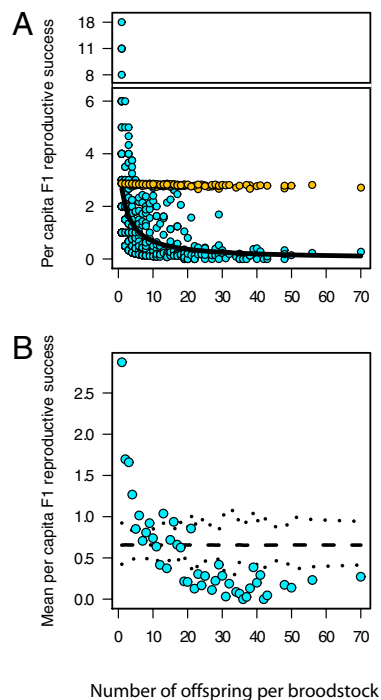 A
Per capita F1 reproductive success
18
11
8
6
4
2
0
0 10 20 30 40 50 60 70
B
Mean per capita F1 reproductive success
2.5
2.0
1.5
1.0
0.5
0.0
0 10 20 30 40 50 60 70
Number of offspring per broodstock